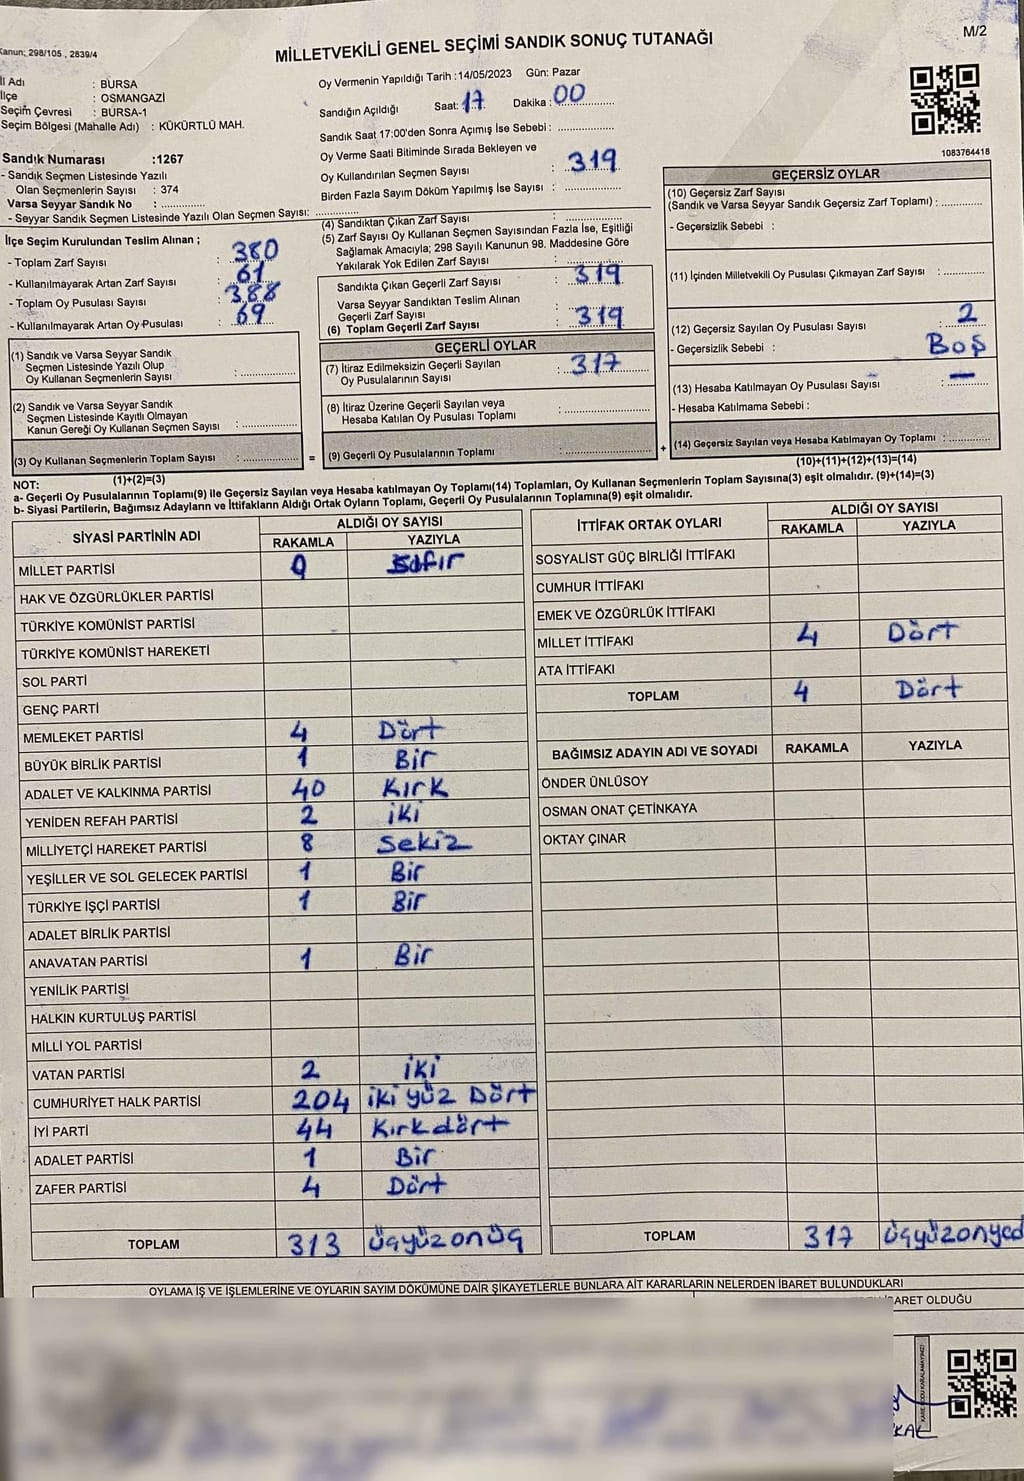 Kanun; 298/105 , 2839/4
MİLLETVEKİLİ GENEL SEÇİMİ SANDIK SONUÇ TUTANAĞI
M/2
İl Adı : BURSA
İlçe : OSMANGAZİ
Seçim Çevresi : BURSA-1
Seçim Bölgesi (Mahalle Adı) : KÜKÜRTLÜ MAH.
Sandık Numarası :1267
- Sandık Seçmen Listesinde Yazılı
Olan Seçmenlerin Sayısı : 374
Varsa Seyyar Sandık No : ..............
- Seyyar Sandık Seçmen Listesinde Yazılı Olan Seçmen Sayısı: ..............
İlçe Seçim Kurulundan Teslim Alınan ;
- Toplam Zarf Sayısı : 380
- Kullanılmayarak Artan Zarf Sayısı : 61
- Toplam Oy Pusulası Sayısı : 388
- Kullanılmayarak Artan Oy Pusulası : 69
(1) Sandık ve Varsa Seyyar Sandık
Seçmen Listesinde Yazılı Olup
Oy Kullanan Seçmenlerin Sayısı : ..............
(2) Sandık ve Varsa Seyyar Sandık
Seçmen Listesinde Kayıtlı Olmayan
Kanun Gereği Oy Kullanan Seçmen Sayısı : ..............
(3) Oy Kullanan Seçmenlerin Toplam Sayısı : ..............
(1)+(2)=(3)
Oy Vermenin Yapıldığı Tarih :14/05/2023 Gün: Pazar
Sandığın Açıldığı Saat: 17 Dakika : 00
Sandık Saat 17:00'den Sonra Açımış İse Sebebi : ..............
Oy Verme Saati Bitiminde Sırada Bekleyen ve
Oy Kullandırılan Seçmen Sayısı : 319
Birden Fazla Sayım Döküm Yapılmış İse Sayısı : ..............
(4) Sandıktan Çıkan Zarf Sayısı : ..............
(5) Zarf Sayısı Oy Kullanan Seçmen Sayısından Fazla İse, Eşitliği
Sağlamak Amacıyla; 298 Sayılı Kanunun 98. Maddesine Göre
Yakılarak Yok Edilen Zarf Sayısı : ..............
Sandıkta Çıkan Geçerli Zarf Sayısı : 319
Varsa Seyyar Sandıktan Teslim Alınan
Geçerli Zarf Sayısı
(6) Toplam Geçerli Zarf Sayısı : 319
GEÇERLİ OYLAR
(7) İtiraz Edilmeksizin Geçerli Sayılan
Oy Pusulalarının Sayısı : 317
(8) İtiraz Üzerine Geçerli Sayılan veya
Hesaba Katılan Oy Pusulası Toplamı : ..............
= (9) Geçerli Oy Pusulalarının Toplamı : ..............
1083764418
GEÇERSİZ OYLAR
(10) Geçersiz Zarf Sayısı
(Sandık ve Varsa Seyyar Sandık Geçersiz Zarf Toplamı) : ..............
- Geçersizlik Sebebi :
(11) İçinden Milletvekili Oy Pusulası Çıkmayan Zarf Sayısı : ..............
(12) Geçersiz Sayılan Oy Pusulası Sayısı : 2
- Geçersizlik Sebebi : Boş
(13) Hesaba Katılmayan Oy Pusulası Sayısı : —
- Hesaba Katılmama Sebebi :
+ (14) Geçersiz Sayılan veya Hesaba Katılmayan Oy Toplamı : ..............
(10)+(11)+(12)+(13)=(14)
NOT:
a- Geçerli Oy Pusulalarının Toplamı(9) ile Geçersiz Sayılan veya Hesaba katılmayan Oy Toplamı(14) Toplamları, Oy Kullanan Seçmenlerin Toplam Sayısına(3) eşit olmalıdır. (9)+(14)=(3)
b- Siyasi Partilerin, Bağımsız Adayların ve İttifakların Aldığı Ortak Oyların Toplamı, Geçerli Oy Pusulalarının Toplamına(9) eşit olmalıdır.
SİYASİ PARTİNİN ADI ALDIĞI OY SAYISI
RAKAMLA YAZIYLA
MİLLET PARTİSİ 0 Sıfır
HAK VE ÖZGÜRLÜKLER PARTİSİ
TÜRKİYE KOMÜNİST PARTİSİ
TÜRKİYE KOMÜNİST HAREKETİ
SOL PARTİ
GENÇ PARTİ
MEMLEKET PARTİSİ 4 Dört
BÜYÜK BİRLİK PARTİSİ 1 Bir
ADALET VE KALKINMA PARTİSİ 40 Kırk
YENİDEN REFAH PARTİSİ 2 iki
MİLLİYETÇİ HAREKET PARTİSİ 8 Sekiz
YEŞİLLER VE SOL GELECEK PARTİSİ 1 Bir
TÜRKİYE İŞÇİ PARTİSİ 1 Bir
ADALET BİRLİK PARTİSİ
ANAVATAN PARTİSİ 1 Bir
YENİLİK PARTİSİ
HALKIN KURTULUŞ PARTİSİ
MİLLİ YOL PARTİSİ
VATAN PARTİSİ 2 iki
CUMHURİYET HALK PARTİSİ 204 iki yüz Dört
İYİ PARTİ 44 Kırkdört
ADALET PARTİSİ 1 Bir
ZAFER PARTİSİ 4 Dört
TOPLAM 313 üçyüzonüç
İTTİFAK ORTAK OYLARI ALDIĞI OY SAYISI
RAKAMLA YAZIYLA
SOSYALİST GÜÇ BİRLİĞİ İTTİFAKI
CUMHUR İTTİFAKI
EMEK VE ÖZGÜRLÜK İTTİFAKI
MİLLET İTTİFAKI 4 Dört
ATA İTTİFAKI
TOPLAM 4 Dört
BAĞIMSIZ ADAYIN ADI VE SOYADI RAKAMLA YAZIYLA
ÖNDER ÜNLÜSOY
OSMAN ONAT ÇETİNKAYA
OKTAY ÇINAR
TOPLAM 317 üçyüzonyed
OYLAMA İŞ VE İŞLEMLERİNE VE OYLARIN SAYIM DÖKÜMÜNE DAİR ŞİKAYETLERLE BUNLARA AİT KARARLARIN NELERDEN İBARET BULUNDUKLARI
İBARET OLDUĞU